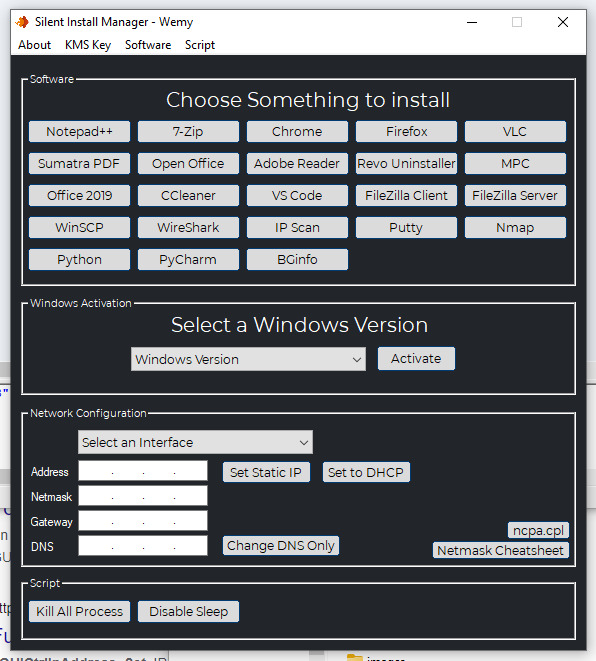 Silent Install Manager - Wemy
About KMS Key Software Script
Software
Choose Something to install
Notepad++ 7-Zip Chrome Firefox VLC
Sumatra PDF Open Office Adobe Reader Revo Uninstaller MPC
Office 2019 CCleaner VS Code FileZilla Client FileZilla Server
WinSCP WireShark IP Scan Putty Nmap
Python PyCharm BGinfo
Windows Activation
Select a Windows Version
Windows Version Activate
Network Configuration
Select an Interface
Address . . . Set Static IP Set to DHCP
Netmask . . .
Gateway . . .
ncpa.cpl
DNS . . . Change DNS Only
Netmask Cheatsheet
Script
Kill All Process Disable Sleep